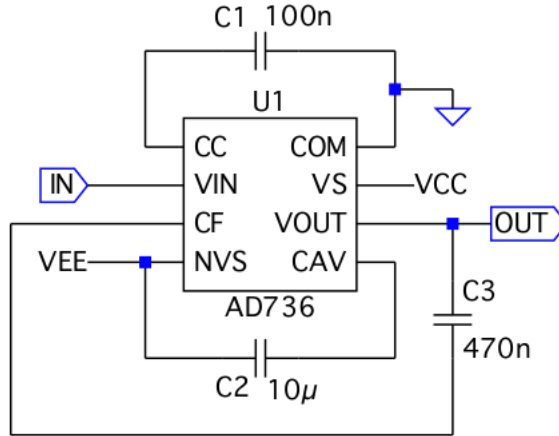 C1 100n
U1
CC COM
IN VIN VS VCC
CF VOUT OUT
VEE NVS CAV
AD736 C3
C2 10µ 470n